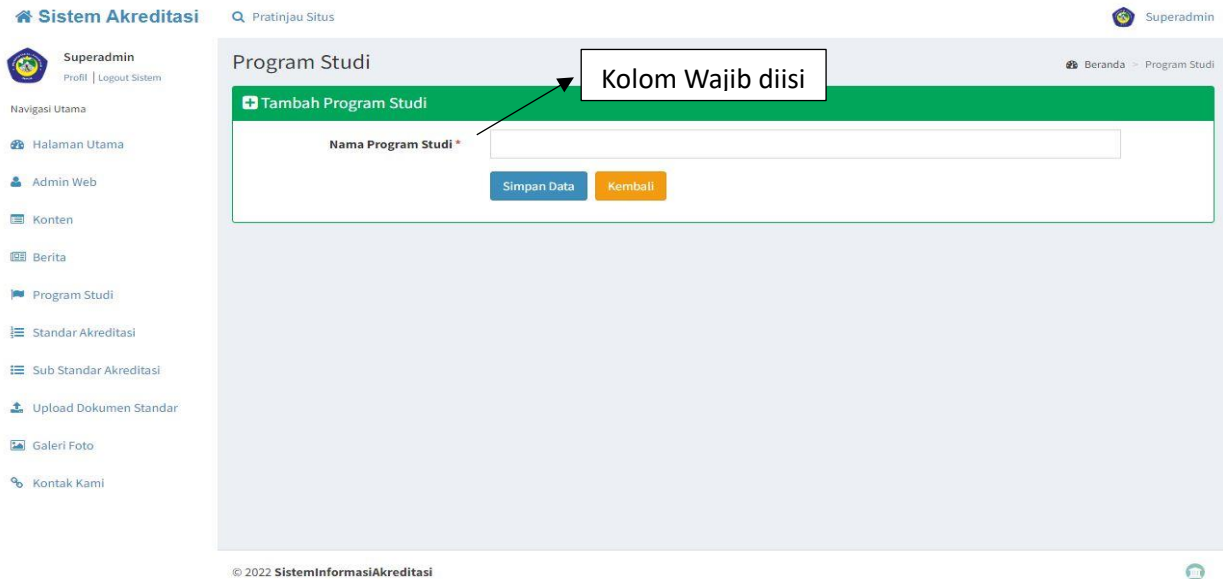 Sistem Akreditasi
Pratinjau Situs
Superadmin
Superadmin
Profil | Logout Sistem
Navigasi Utama
Halaman Utama
Admin Web
Konten
Berita
Program Studi
Standar Akreditasi
Sub Standar Akreditasi
Upload Dokumen Standar
Galeri Foto
Kontak Kami
Program Studi
Beranda > Program Studi
Kolom Wajib diisi
Tambah Program Studi
Nama Program Studi *
Simpan Data
Kembali
© 2022 SistemInformasiAkreditasi